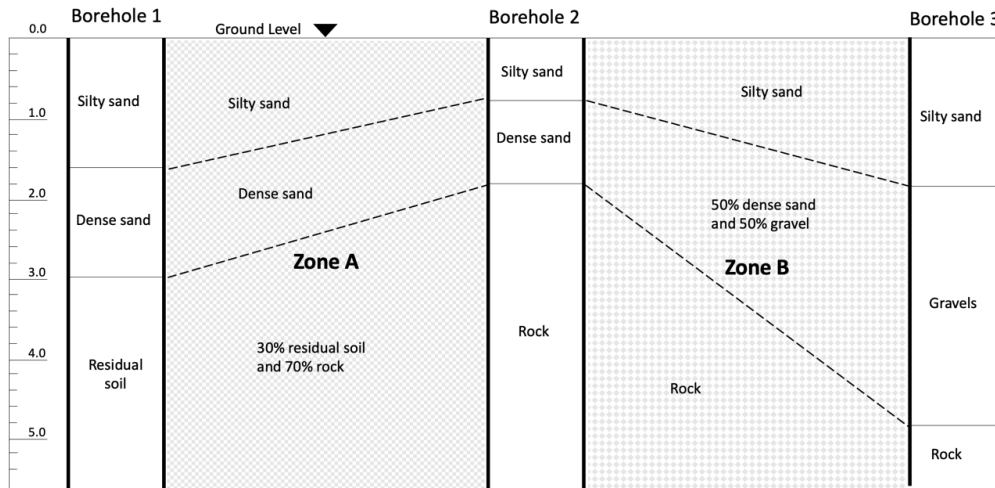 Borehole 1
Ground Level
Borehole 2
Borehole 3
0.0
1.0
2.0
3.0
4.0
5.0
Silty sand
Dense sand
Residual
soil
Silty sand
Dense sand
Zone A
30% residual soil
and 70% rock
Silty sand
Dense sand
Rock
Silty sand
50% dense sand
and 50% gravel
Zone B
Rock
Silty sand
Gravels
Rock